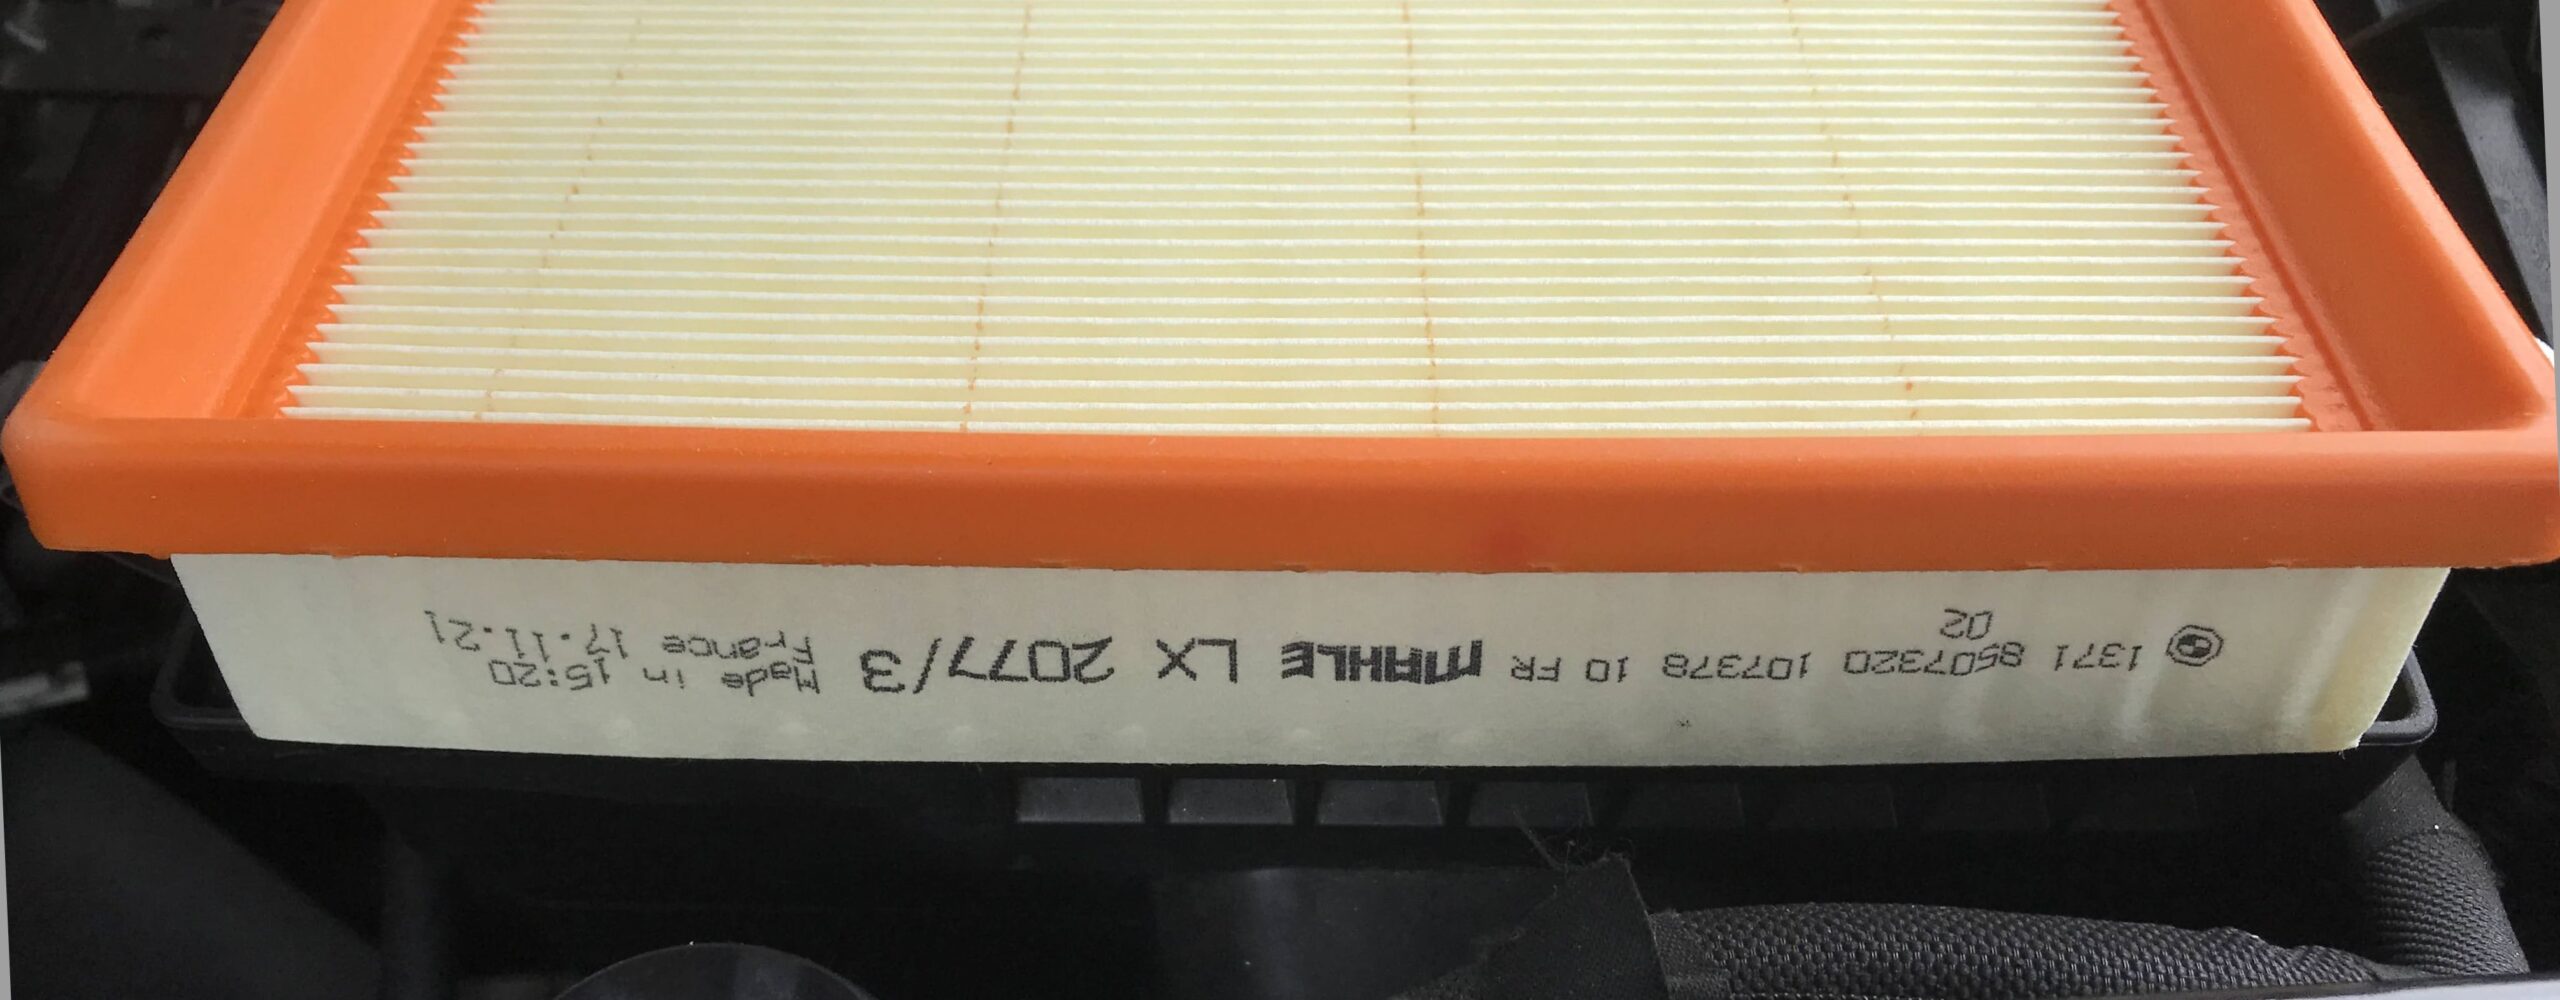 1371 8507320 107378 10 FR MAHLE LX 2077/3
02
Made in 15:20
France 17.11.21